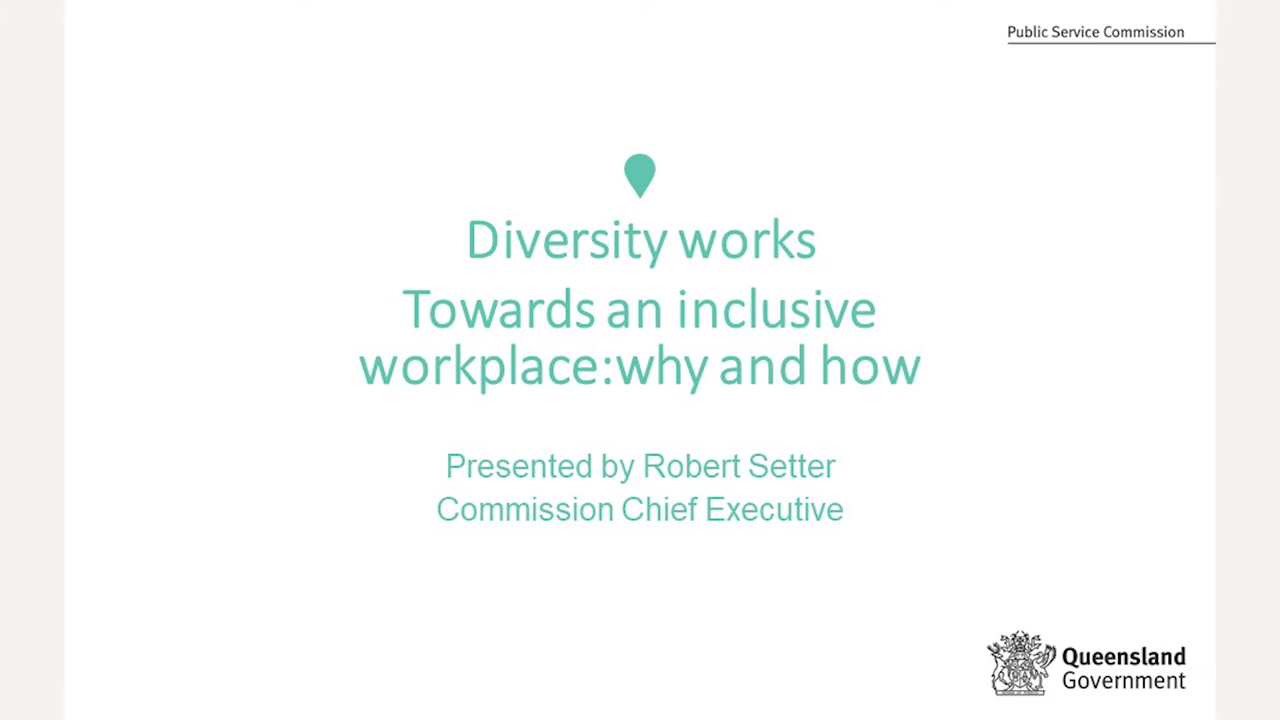 Public Service Commission
Diversity works
Towards an inclusive
workplace:why and how
Presented by Robert Setter
Commission Chief Executive
Queensland
Government